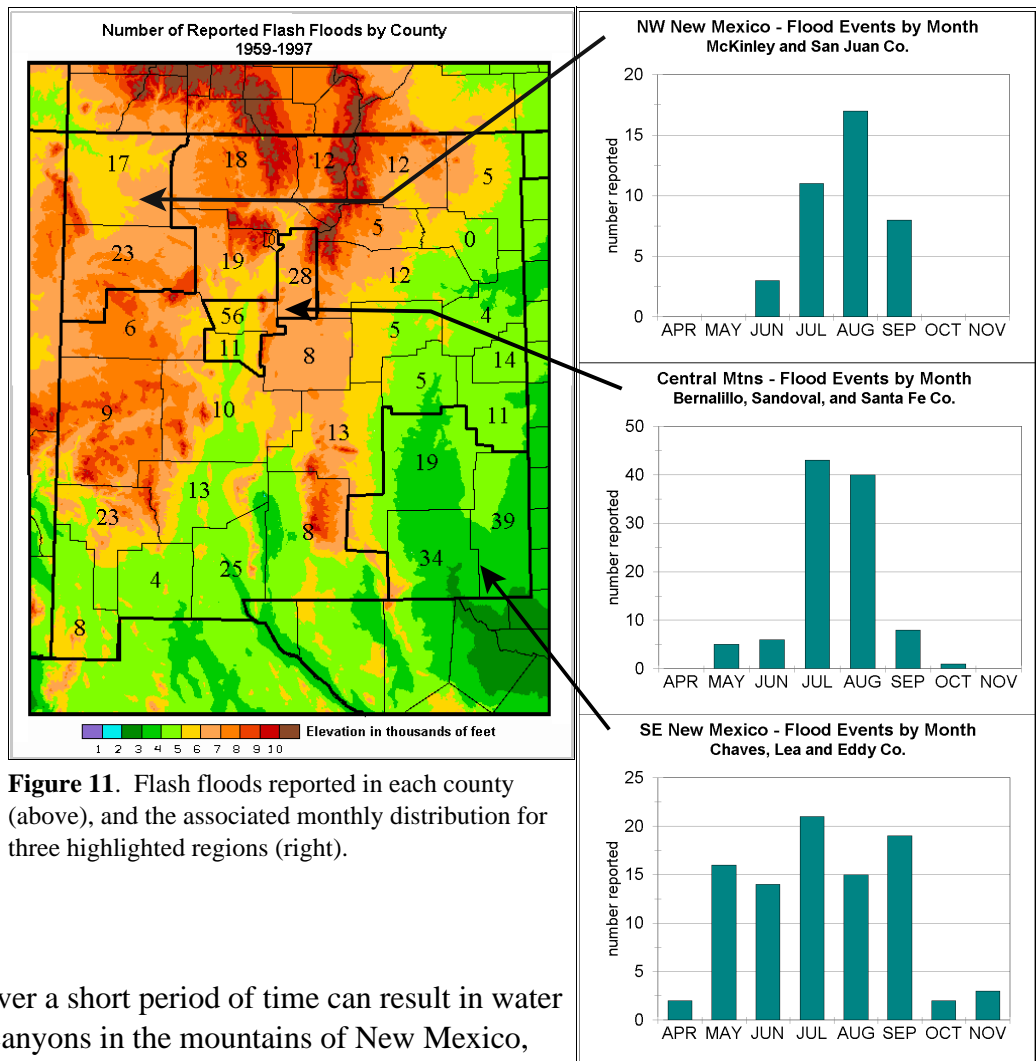 Number of Reported Flash Floods by County
1959-1997
17
18
12
12
5
5
0
23
19
0
28
12
56
4
6
5
11
8
14
5
9
10
11
13
19
13
23
39
8
34
25
4
8
1 2 3 4 5 6 7 8 9 10
Elevation in thousands of feet
Figure 11. Flash floods reported in each county
(above), and the associated monthly distribution for
three highlighted regions (right).
ver a short period of time can result in water
anyons in the mountains of New Mexico,
NW New Mexico - Flood Events by Month
McKinley and San Juan Co.
number reported
20
15
10
5
0
APR MAY JUN JUL AUG SEP OCT NOV
Central Mtns - Flood Events by Month
Bernalillo, Sandoval, and Santa Fe Co.
number reported
50
40
30
20
10
0
APR MAY JUN JUL AUG SEP OCT NOV
SE New Mexico - Flood Events by Month
Chaves, Lea and Eddy Co.
number reported
25
20
15
10
5
0
APR MAY JUN JUL AUG SEP OCT NOV